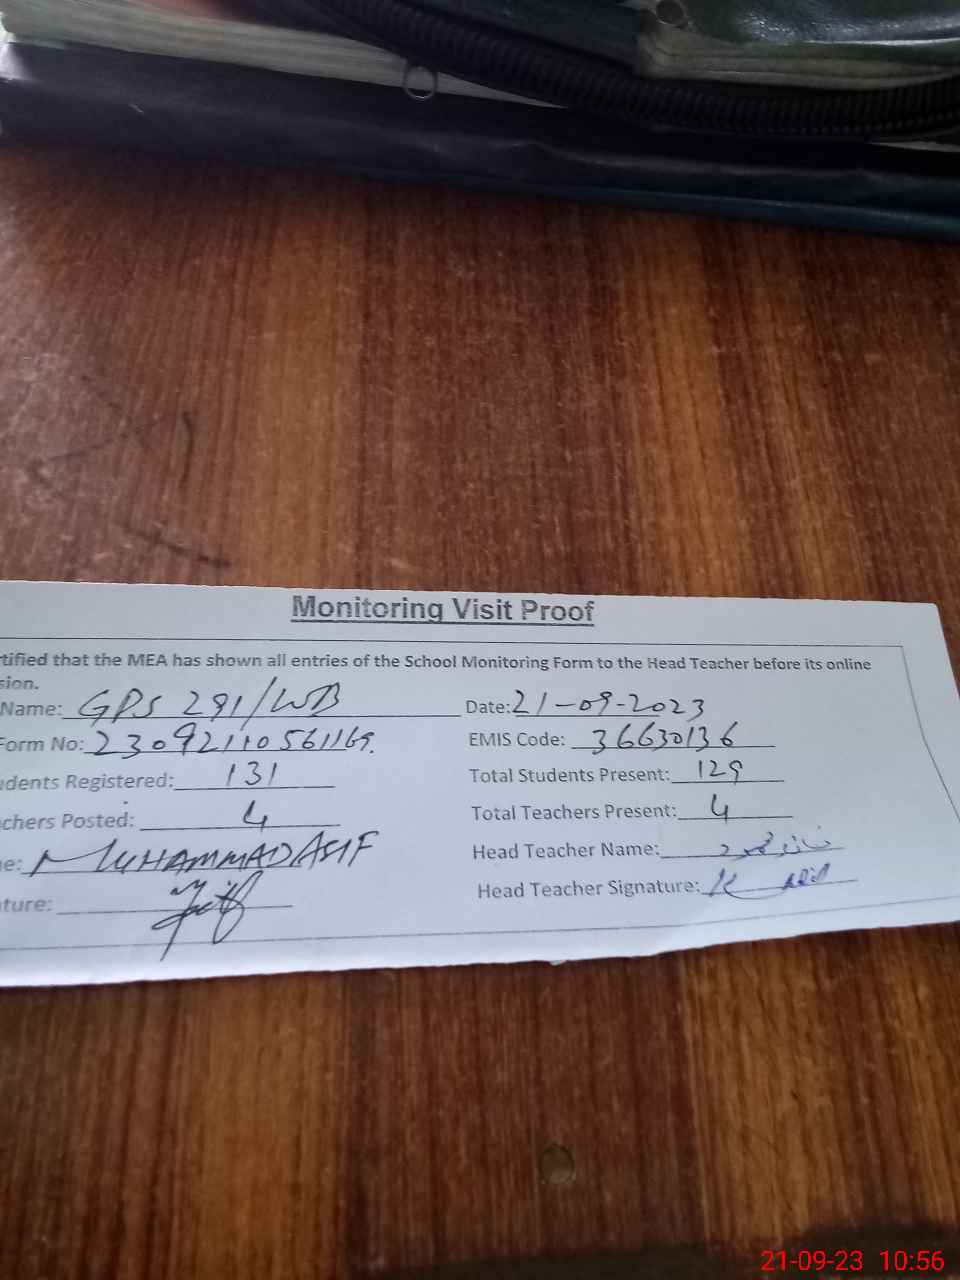 Monitoring Visit Proof
tified that the MEA has shown all entries of the School Monitoring Form to the Head Teacher before its online
sion.
Name: GPS 291/WB Date: 21-09-2023
Form No: 23092110561169. EMIS Code: 36630136
dents Registered: 131 Total Students Present: 129
chers Posted: 4 Total Teachers Present: 4
e: MUHAMMAD ASIF Head Teacher Name:
ture: Head Teacher Signature:
21-09-23 10:56